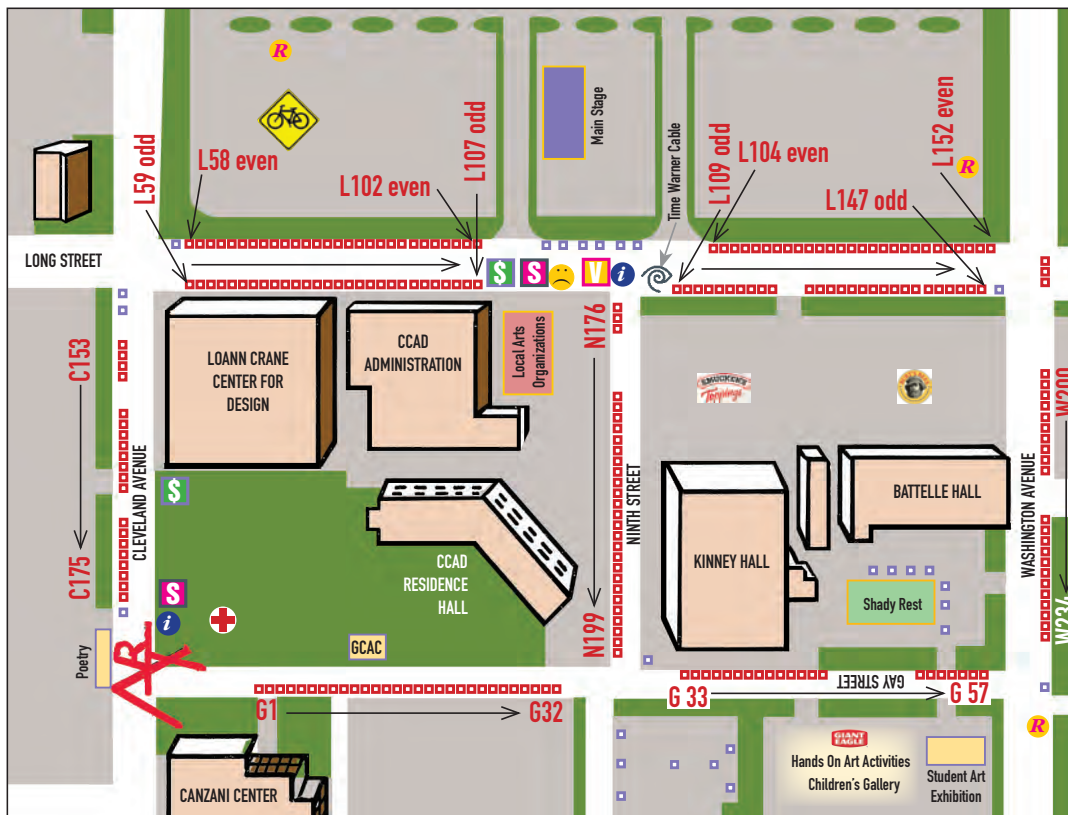 R
Main Stage
Time Warner Cable
L59 odd
L58 even
L102 even
L107 odd
L109 odd
L104 even
L152 even
R
L147 odd
LONG STREET
$
S
V
i
C153
C175
CLEVELAND AVENUE
LOANN CRANE
CENTER FOR
DESIGN
CCAD
ADMINISTRATION
Local Arts
Organizations
N176
N199
NINTH STREET
SMUCKER'S
Toppings
W200
W234
WASHINGTON AVENUE
$
CCAD
RESIDENCE
HALL
KINNEY HALL
BATTELLE HALL
Shady Rest
S
i
GCAC
Poetry
ART
G1
G32
G 33
GAY STREET
G 57
R
CANZANI CENTER
GIANT
EAGLE
Hands On Art Activities
Children's Gallery
Student Art
Exhibition